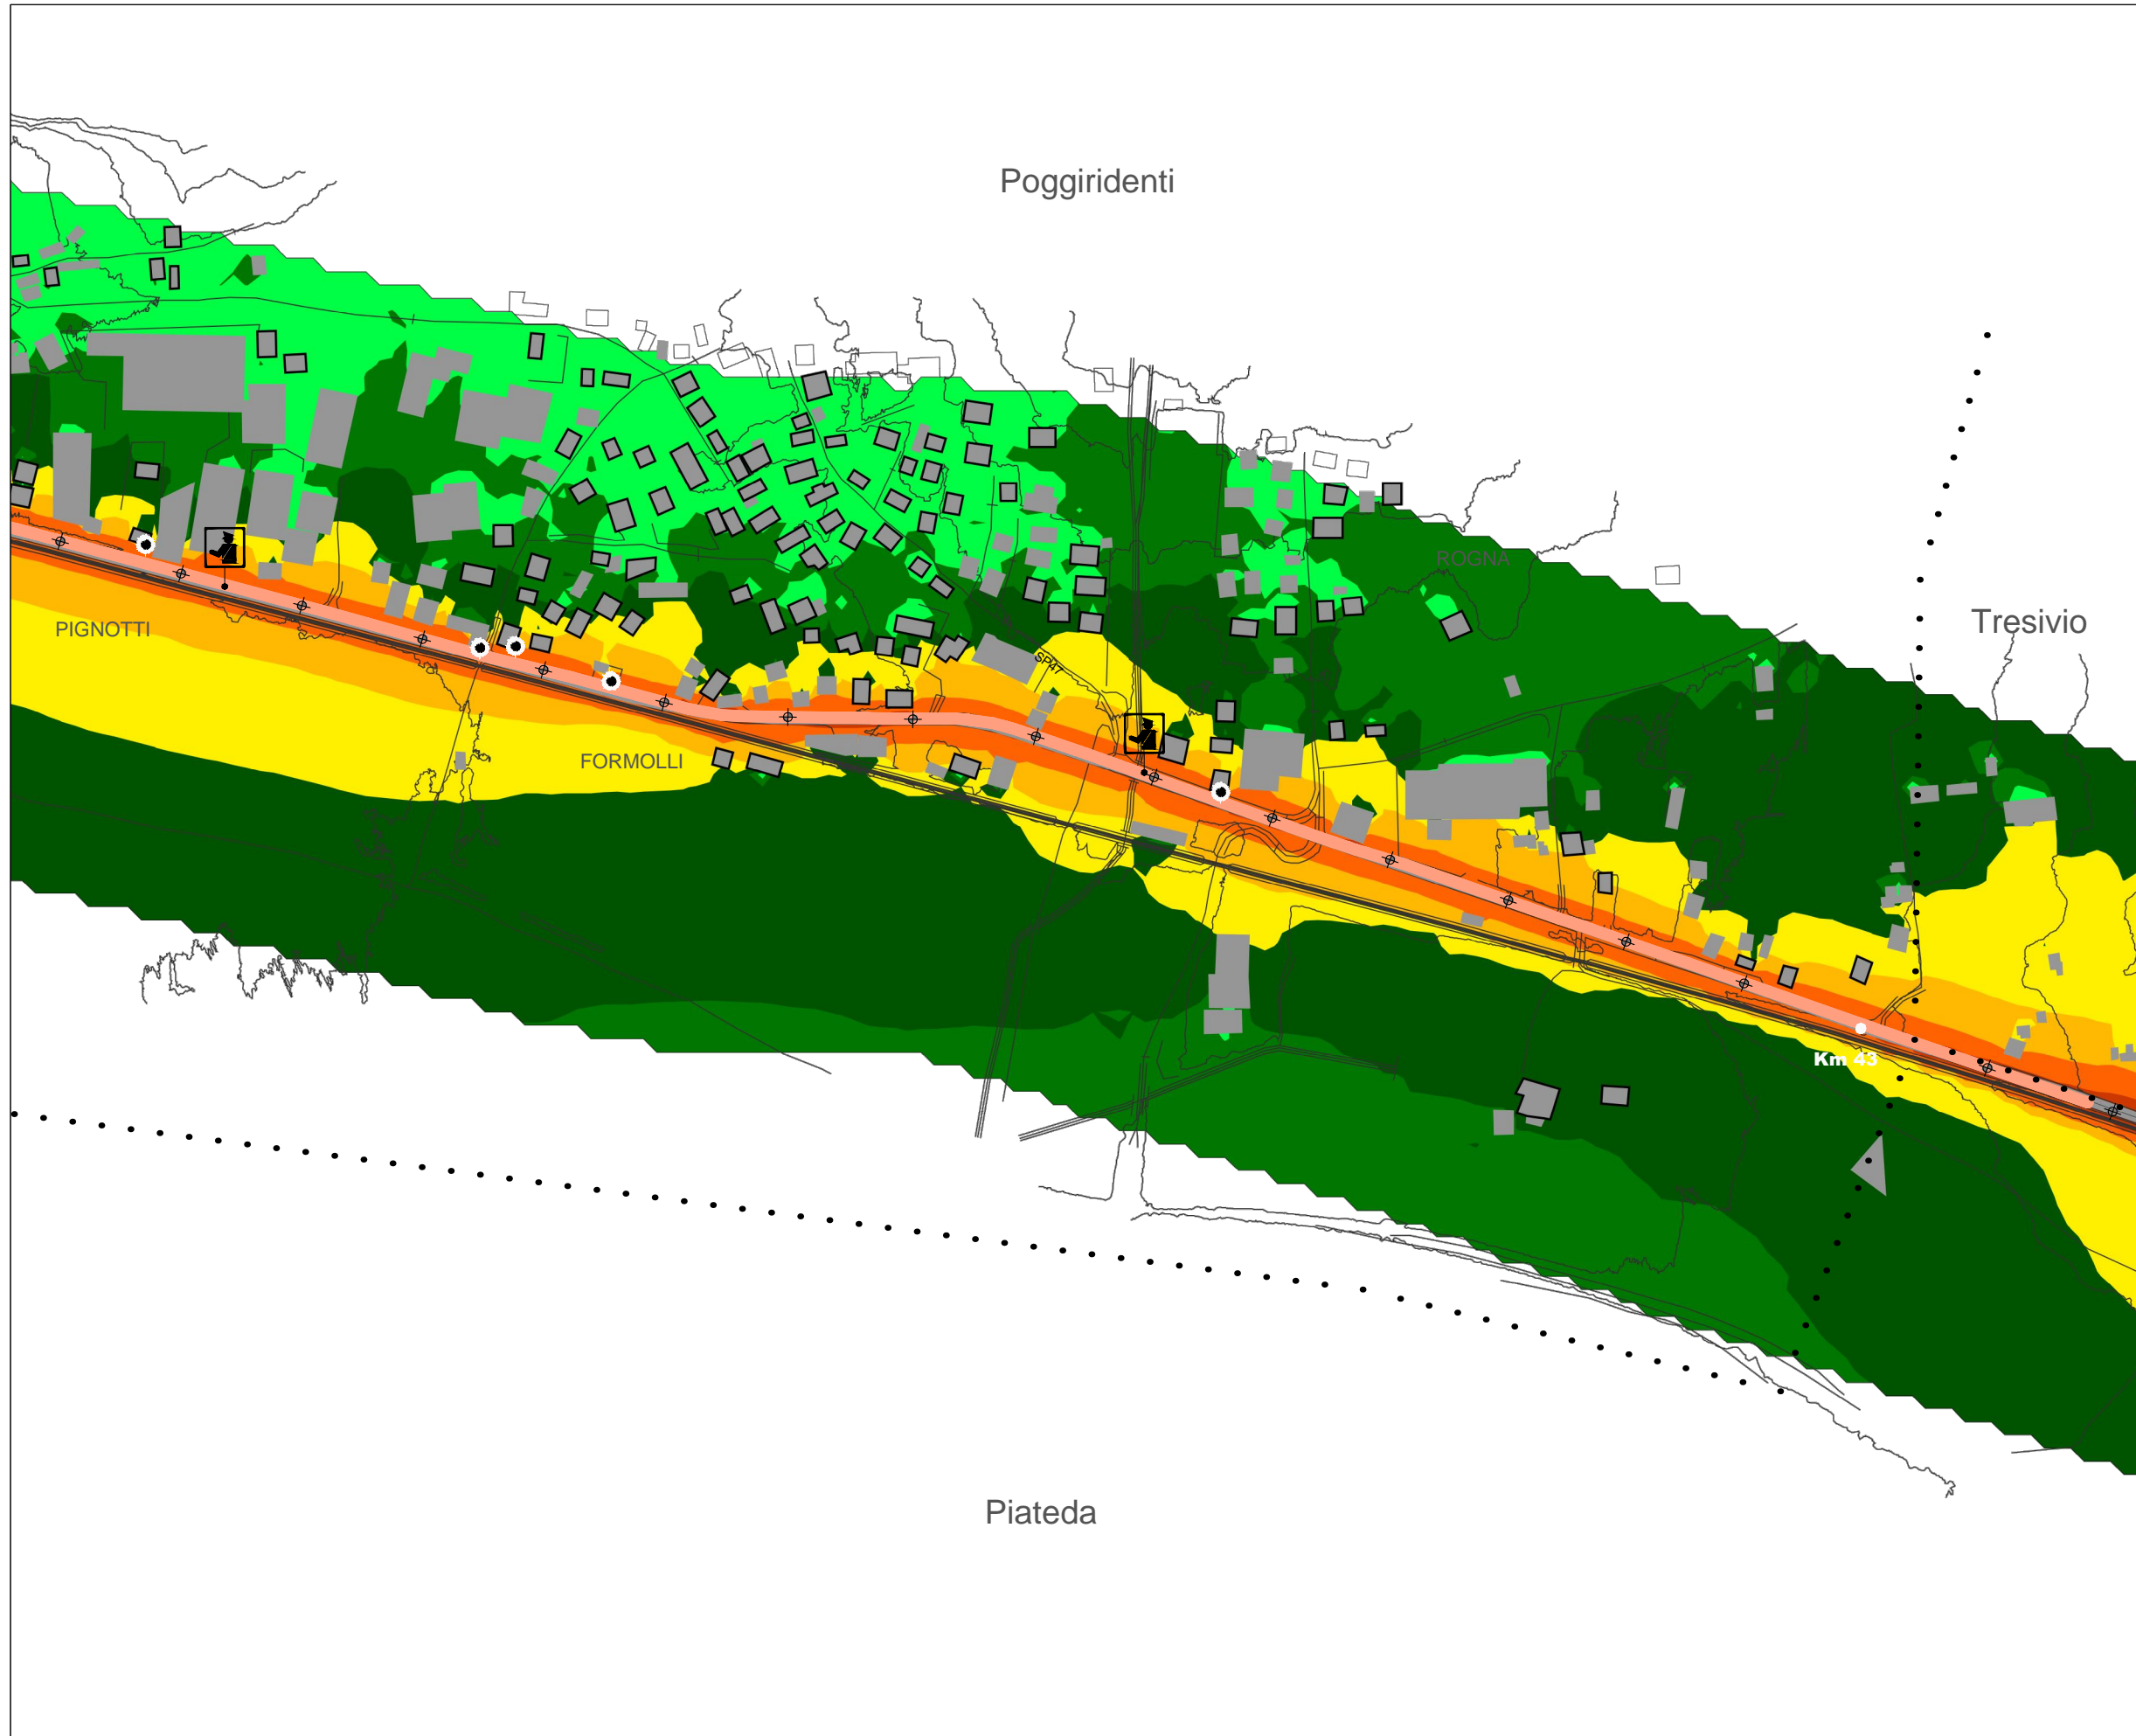 Poggiridenti
ROGNA
Tresivio
PIGNOTTI
SP47
FORMOLLI
Km 43
Piateda